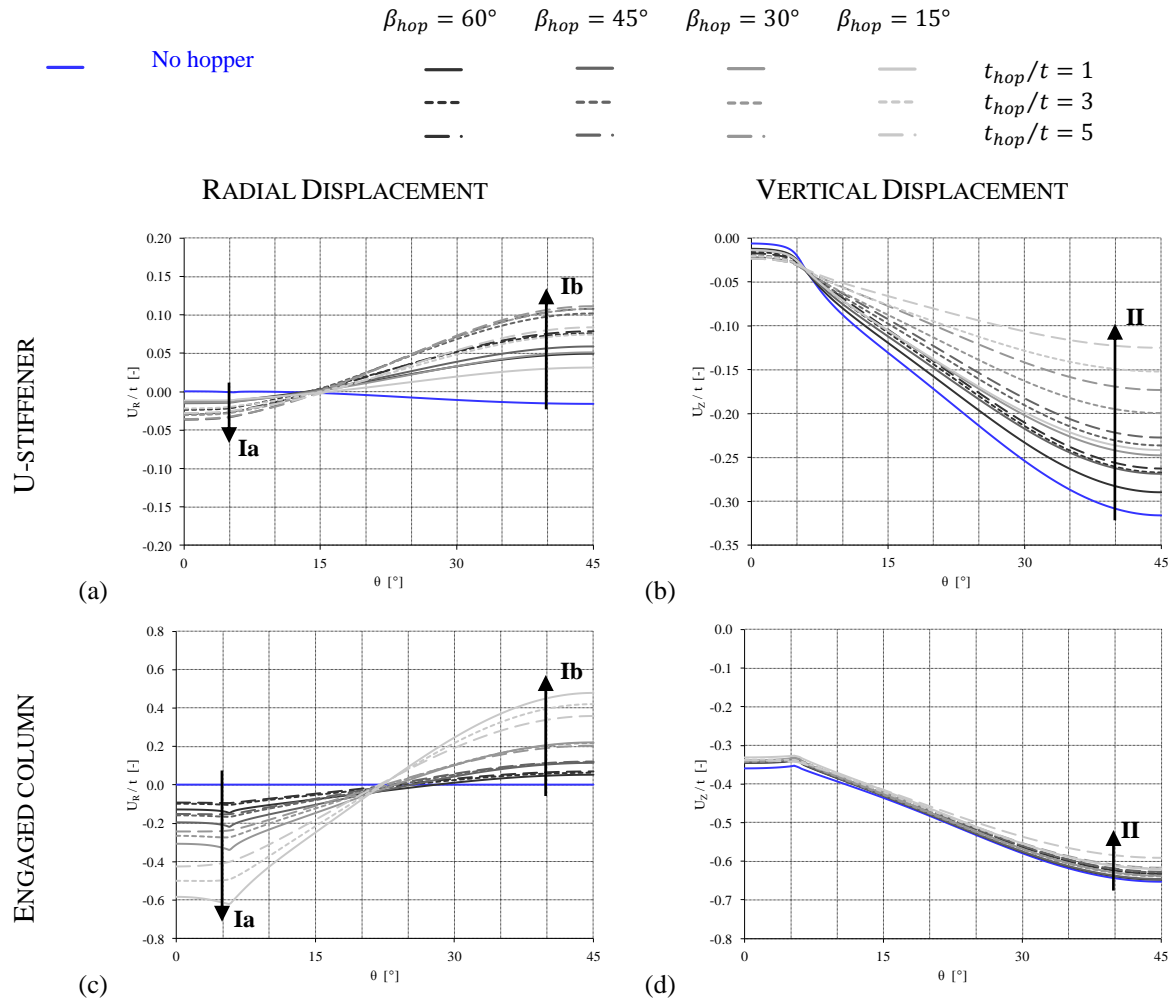 β_hop = 60° β_hop = 45° β_hop = 30° β_hop = 15°
No hopper
t_hop/t = 1
t_hop/t = 3
t_hop/t = 5
RADIAL DISPLACEMENT VERTICAL DISPLACEMENT
U-STIFFENER
U_R / t [-]
0.20
0.15
0.10
0.05
0.00
-0.05
-0.10
-0.15
-0.20
0 15 30 45
θ [°]
Ia
Ib
(a)
U_Z / t [-]
0.00
-0.05
-0.10
-0.15
-0.20
-0.25
-0.30
-0.35
0 15 30 45
θ [°]
II
(b)
ENGAGED COLUMN
U_R / t [-]
0.8
0.6
0.4
0.2
0.0
-0.2
-0.4
-0.6
-0.8
0 15 30 45
θ [°]
Ia
Ib
(c)
U_Z / t [-]
0.0
-0.1
-0.2
-0.3
-0.4
-0.5
-0.6
-0.7
-0.8
0 15 30 45
θ [°]
II
(d)